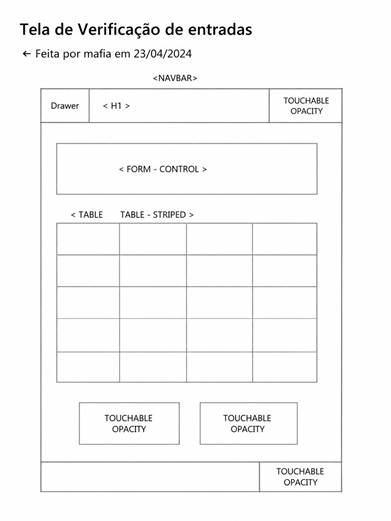 Tela de Verificação de entradas
← Feita por mafia em 23/04/2024
<NAVBAR>
Drawer
< H1 >
TOUCHABLE
OPACITY
< FORM - CONTROL >
< TABLE TABLE - STRIPED >
TOUCHABLE
OPACITY
TOUCHABLE
OPACITY
TOUCHABLE
OPACITY